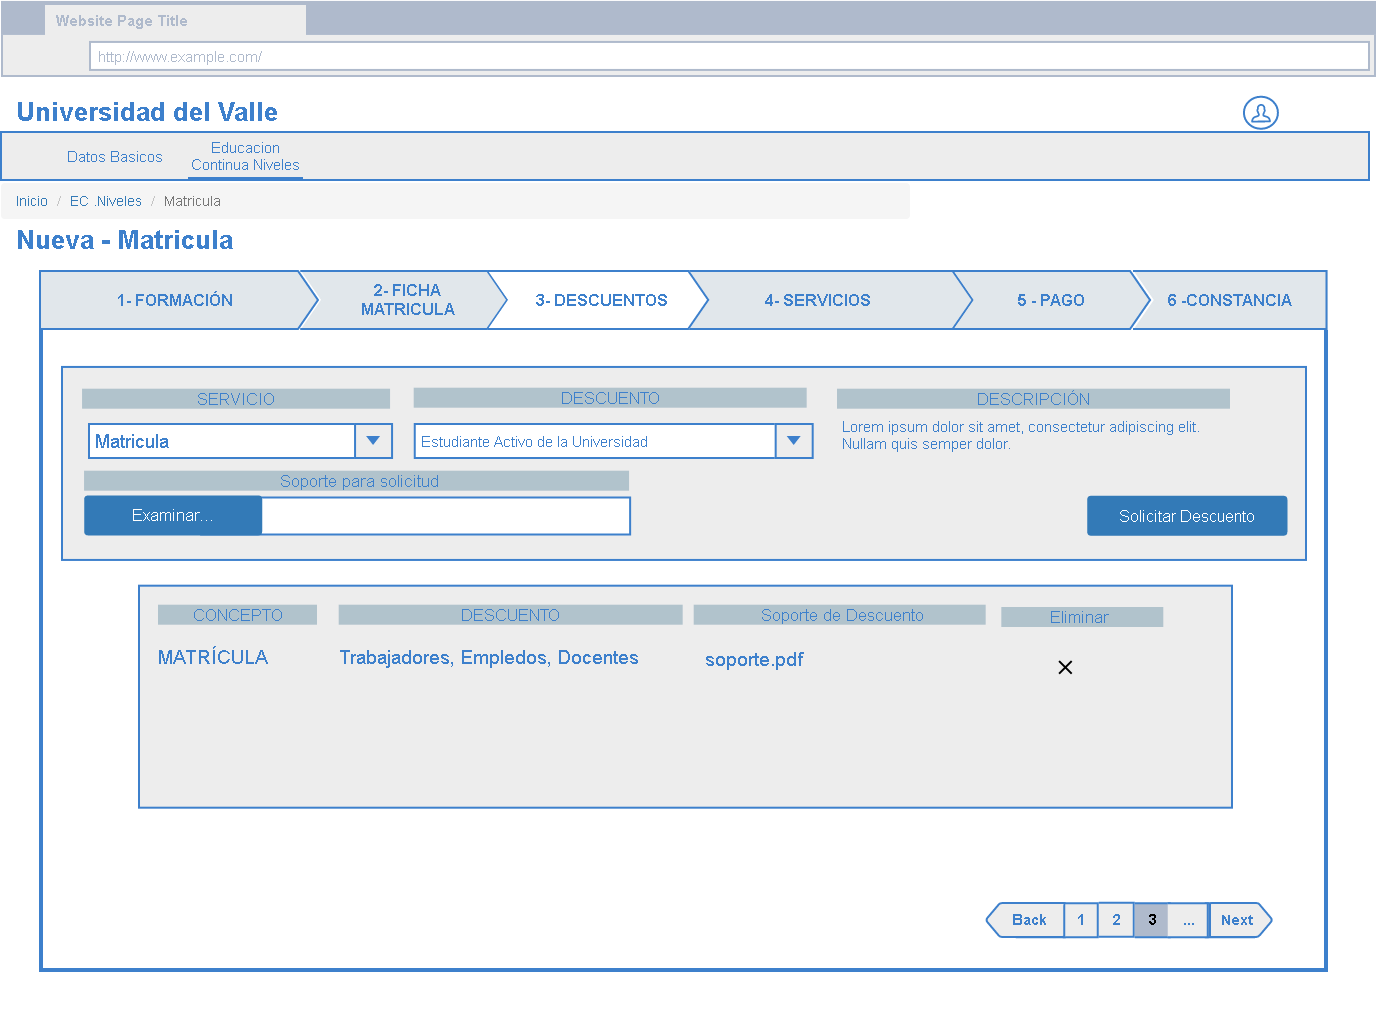 Website Page Title
http://www.example.com/
Universidad del Valle
Datos Basicos
Educacion
Continua Niveles
Inicio / EC .Niveles / Matricula
Nueva - Matricula
1- FORMACIÓN
2- FICHA
MATRICULA
3- DESCUENTOS
4- SERVICIOS
5 - PAGO
6 -CONSTANCIA
SERVICIO
DESCUENTO
DESCRIPCIÓN
Matricula
Estudiante Activo de la Universidad
Lorem ipsum dolor sit amet, consectetur adipiscing elit.
Nullam quis semper dolor.
Soporte para solicitud
Examinar...
Solicitar Descuento
CONCEPTO
DESCUENTO
Soporte de Descuento
Eliminar
MATRÍCULA
Trabajadores, Empledos, Docentes
soporte.pdf
Back 1 2 3 ... Next